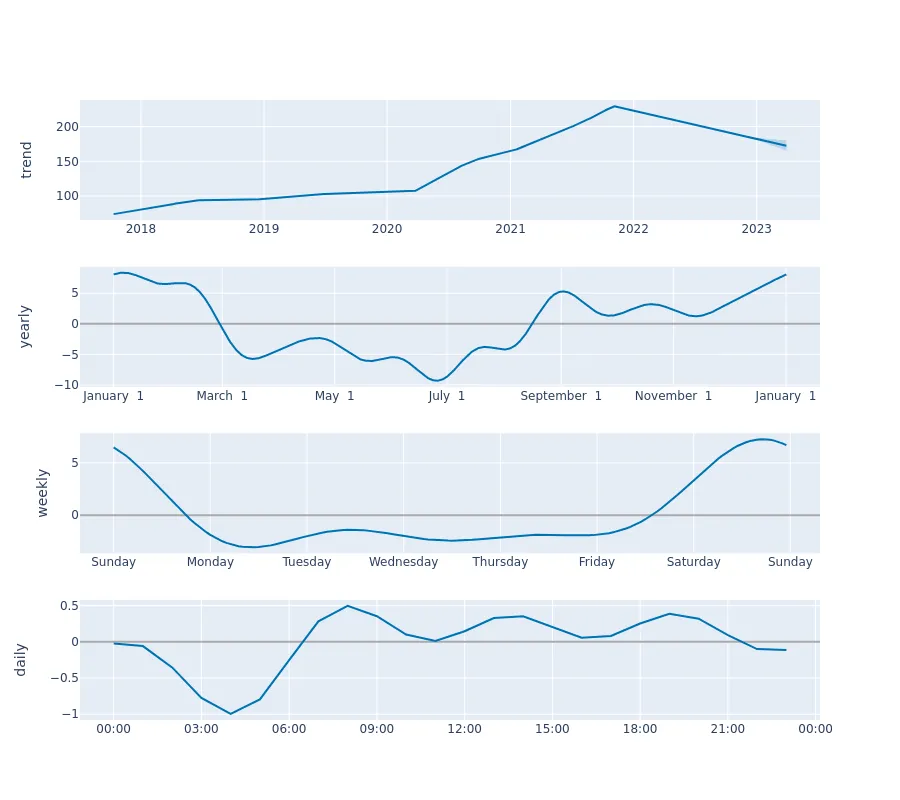 trend
200
150
100
2018 2019 2020 2021 2022 2023
yearly
5
0
−5
−10
January 1 March 1 May 1 July 1 September 1 November 1 January 1
weekly
5
0
Sunday Monday Tuesday Wednesday Thursday Friday Saturday Sunday
daily
0.5
0
−0.5
−1
00:00 03:00 06:00 09:00 12:00 15:00 18:00 21:00 00:00